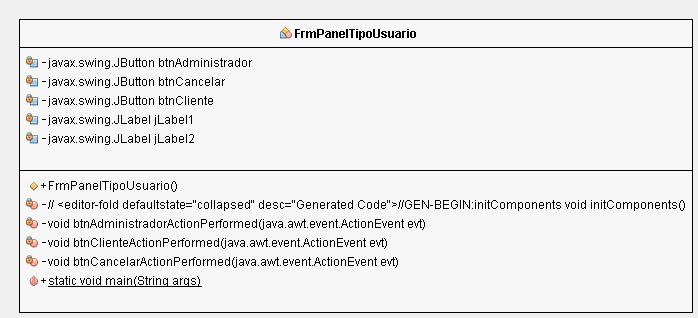 FrmPanelTipoUsuario
-javax.swing.JButton btnAdministrador
-javax.swing.JButton btnCancelar
-javax.swing.JButton btnCliente
-javax.swing.JLabel jLabel1
-javax.swing.JLabel jLabel2
+FrmPanelTipoUsuario()
-// <editor-fold defaultstate="collapsed" desc="Generated Code">//GEN-BEGIN:initComponents void initComponents()
-void btnAdministradorActionPerformed(java.awt.event.ActionEvent evt)
-void btnClienteActionPerformed(java.awt.event.ActionEvent evt)
-void btnCancelarActionPerformed(java.awt.event.ActionEvent evt)
+static void main(String args)